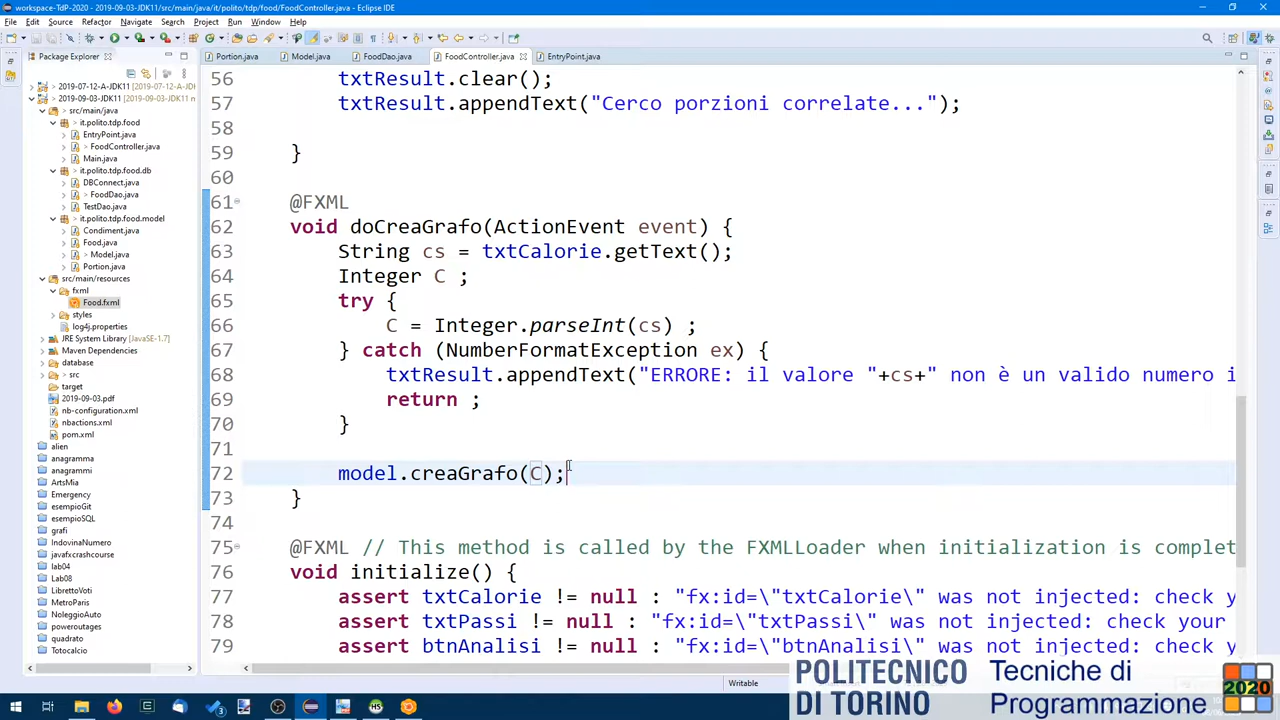 workspace-TdP-2020 - 2019-09-03-JDK11/src/main/java/it/polito/tdp/food/FoodController.java - Eclipse IDE
File Edit Source Refactor Navigate Search Project Run Window Help
Package Explorer
Portion.java Model.java FoodDao.java FoodController.java EntryPoint.java
2019-07-12-A-JDK11 (2019-07-12-A-JDK
2019-09-03-JDK11 (2019-09-03-JDK11 n
src/main/java
it.polito.tdp.food
EntryPoint.java
> FoodController.java
Main.java
it.polito.tdp.food.db
DBConnect.java
> FoodDao.java
TestDao.java
it.polito.tdp.food.model
Condiment.java
Food.java
> Model.java
Portion.java
src/main/resources
fxml
Food.fxml
styles
log4j.properties
JRE System Library [JavaSE-1.7]
Maven Dependencies
database
src
target
2019-09-03.pdf
nb-configuration.xml
nbactions.xml
pom.xml
alien
anagramma
anagrammi
ArtsMia
Emergency
esempioGit
esempioSQL
grafi
IndovinaNumero
javafxcrashcourse
lab04
Lab08
LibrettoVoti
MetroParis
NoleggioAuto
poweroutages
quadrato
Totocalcio
56 txtResult.clear();
57 txtResult.appendText("Cerco porzioni correlate...");
58
59 }
60
61 @FXML
62 void doCreaGrafo(ActionEvent event) {
63 String cs = txtCalorie.getText();
64 Integer C ;
65 try {
66 C = Integer.parseInt(cs) ;
67 } catch (NumberFormatException ex) {
68 txtResult.appendText("ERRORE: il valore "+cs+" non è un valido numero i
69 return ;
70 }
71
72 model.creaGrafo(C);
73 }
74
75 @FXML // This method is called by the FXMLLoader when initialization is complet
76 void initialize() {
77 assert txtCalorie != null : "fx:id=\"txtCalorie\" was not injected: check y
78 assert txtPassi != null : "fx:id=\"txtPassi\" was not injected: check your
79 assert btnAnalisi != null : "fx:id=\"btnAnalisi\" was not injected: check y
Writable
POLITECNICO
DI TORINO
Tecniche di
Programmazione
2020